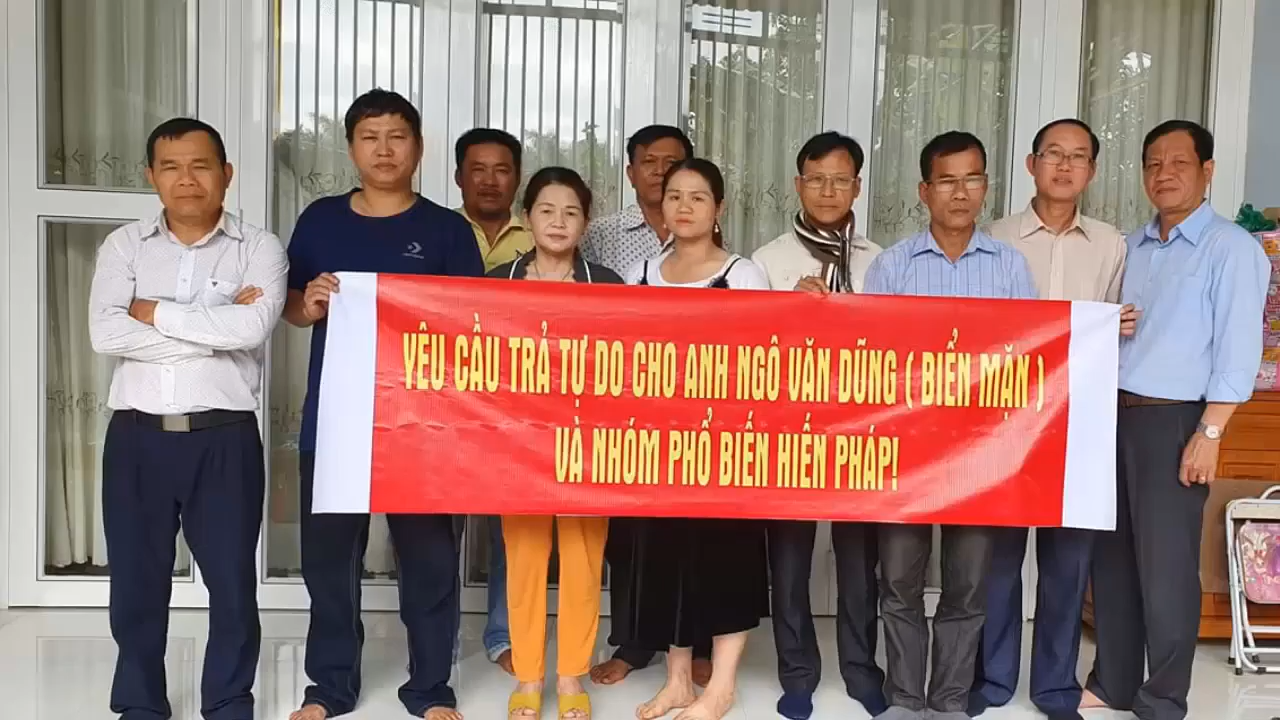 YÊU CẦU TRẢ TỰ DO CHO ANH NGÔ VĂN DŨNG ( BIỂN MẶN )
VÀ NHÓM PHỔ BIẾN HIẾN PHÁP!